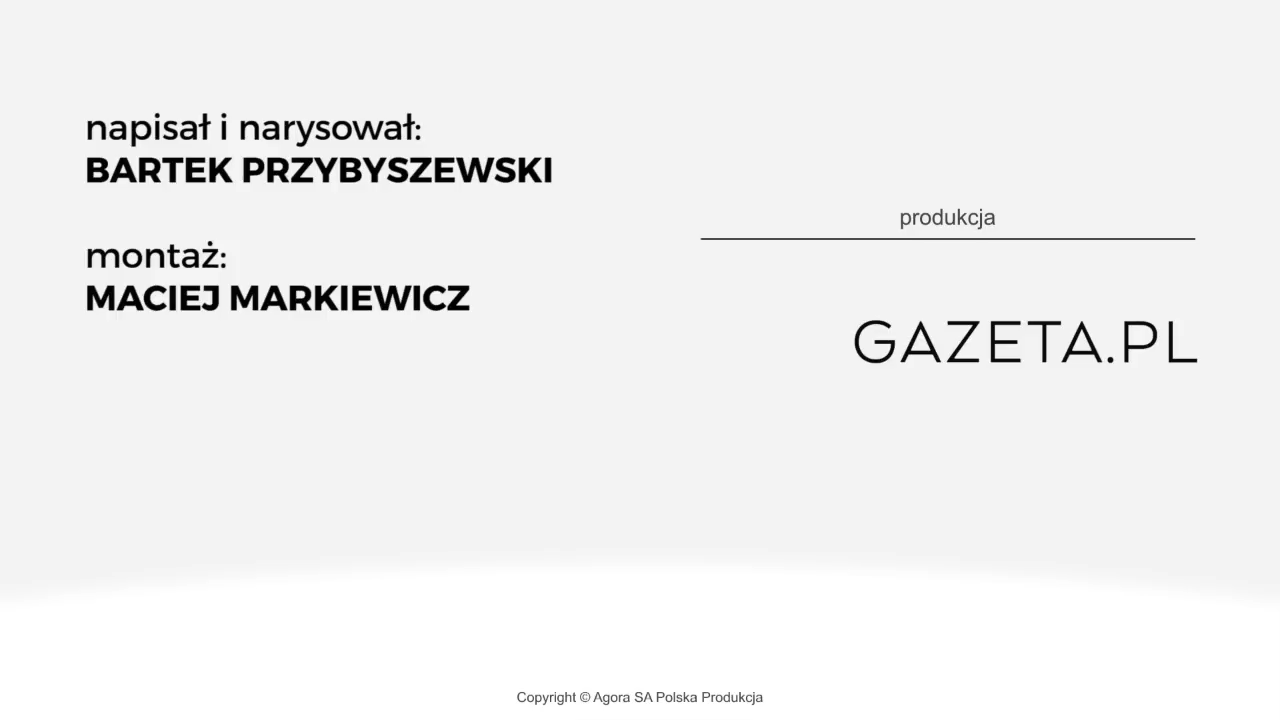 napisał i narysował:
BARTEK PRZYBYSZEWSKI
montaż:
MACIEJ MARKIEWICZ
produkcja
GAZETA.PL
Copyright © Agora SA Polska Produkcja